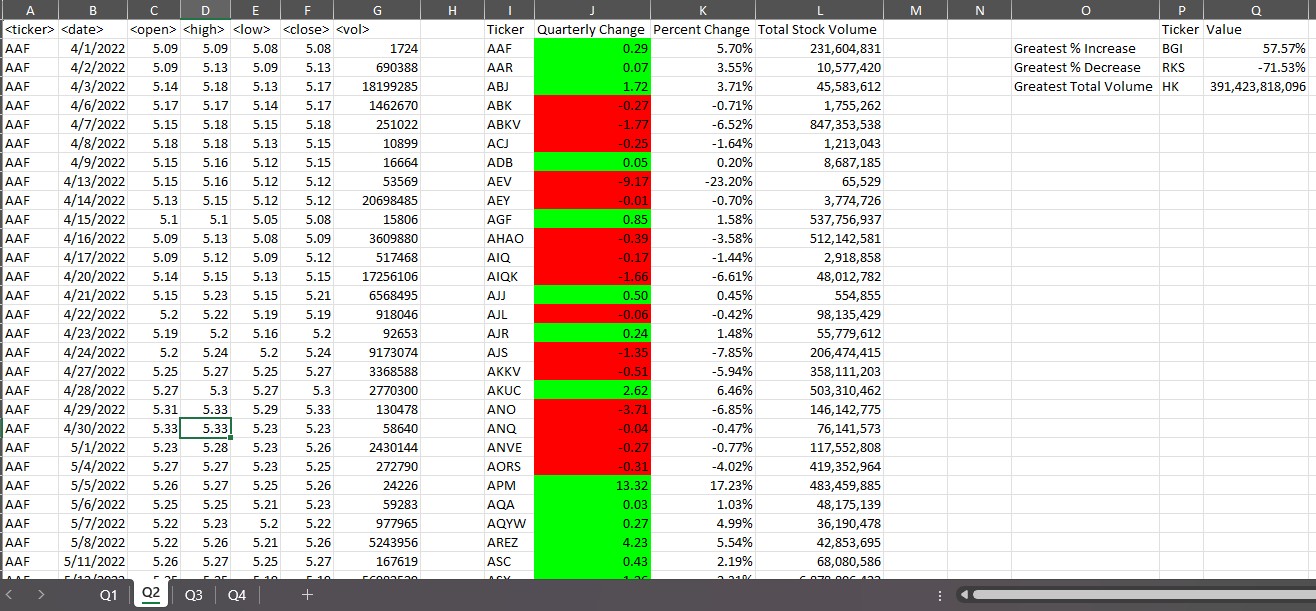 A B C D E F G H I J K L M N O P Q
<ticker> <date> <open> <high> <low> <close> <vol> Ticker Quarterly Change Percent Change Total Stock Volume Ticker Value
AAF 4/1/2022 5.09 5.09 5.08 5.08 1724 AAF 0.29 5.70% 231,604,831 Greatest % Increase BGI 57.57%
AAF 4/2/2022 5.09 5.13 5.09 5.13 690388 AAR 0.07 3.55% 10,577,420 Greatest % Decrease RKS -71.53%
AAF 4/3/2022 5.14 5.18 5.13 5.17 18199285 ABJ 1.72 3.71% 45,583,612 Greatest Total Volume HK 391,423,818,096
AAF 4/6/2022 5.17 5.17 5.14 5.17 1462670 ABK -0.27 -0.71% 1,755,262
AAF 4/7/2022 5.15 5.18 5.15 5.18 251022 ABKV -1.77 -6.52% 847,353,538
AAF 4/8/2022 5.18 5.18 5.13 5.15 10899 ACJ -0.25 -1.64% 1,213,043
AAF 4/9/2022 5.15 5.16 5.12 5.15 16664 ADB 0.05 0.20% 8,687,185
AAF 4/13/2022 5.15 5.16 5.12 5.12 53569 AEV -9.17 -23.20% 65,529
AAF 4/14/2022 5.13 5.15 5.12 5.12 20698485 AEY -0.01 -0.70% 3,774,726
AAF 4/15/2022 5.1 5.1 5.05 5.08 15806 AGF 0.85 1.58% 537,756,937
AAF 4/16/2022 5.09 5.13 5.08 5.09 3609880 AHAO -0.39 -3.58% 512,142,581
AAF 4/17/2022 5.09 5.12 5.09 5.12 517468 AIQ -0.17 -1.44% 2,918,858
AAF 4/20/2022 5.14 5.15 5.13 5.15 17256106 AIQK -1.66 -6.61% 48,012,782
AAF 4/21/2022 5.15 5.23 5.15 5.21 6568495 AJJ 0.50 0.45% 554,855
AAF 4/22/2022 5.2 5.22 5.19 5.19 918046 AJL -0.06 -0.42% 98,135,429
AAF 4/23/2022 5.19 5.2 5.16 5.2 92653 AJR 0.24 1.48% 55,779,612
AAF 4/24/2022 5.2 5.24 5.2 5.24 9173074 AJS -1.35 -7.85% 206,474,415
AAF 4/27/2022 5.25 5.27 5.25 5.27 3368588 AKKV -0.51 -5.94% 358,111,203
AAF 4/28/2022 5.27 5.3 5.27 5.3 2770300 AKUC 2.62 6.46% 503,310,462
AAF 4/29/2022 5.31 5.33 5.29 5.33 130478 ANO -3.71 -6.85% 146,142,775
AAF 4/30/2022 5.33 5.33 5.23 5.23 58640 ANQ -0.04 -0.47% 76,141,573
AAF 5/1/2022 5.23 5.28 5.23 5.26 2430144 ANVE -0.27 -0.77% 117,552,808
AAF 5/4/2022 5.27 5.27 5.23 5.25 272790 AORS -0.31 -4.02% 419,352,964
AAF 5/5/2022 5.26 5.27 5.25 5.26 24226 APM 13.32 17.23% 483,459,885
AAF 5/6/2022 5.25 5.25 5.21 5.23 59283 AQA 0.03 1.03% 48,175,139
AAF 5/7/2022 5.22 5.23 5.2 5.22 977965 AQYW 0.27 4.99% 36,190,478
AAF 5/8/2022 5.22 5.26 5.21 5.26 5243956 AREZ 4.23 5.54% 42,853,695
AAF 5/11/2022 5.26 5.27 5.25 5.27 167619 ASC 0.43 2.19% 68,080,586
Q1 Q2 Q3 Q4